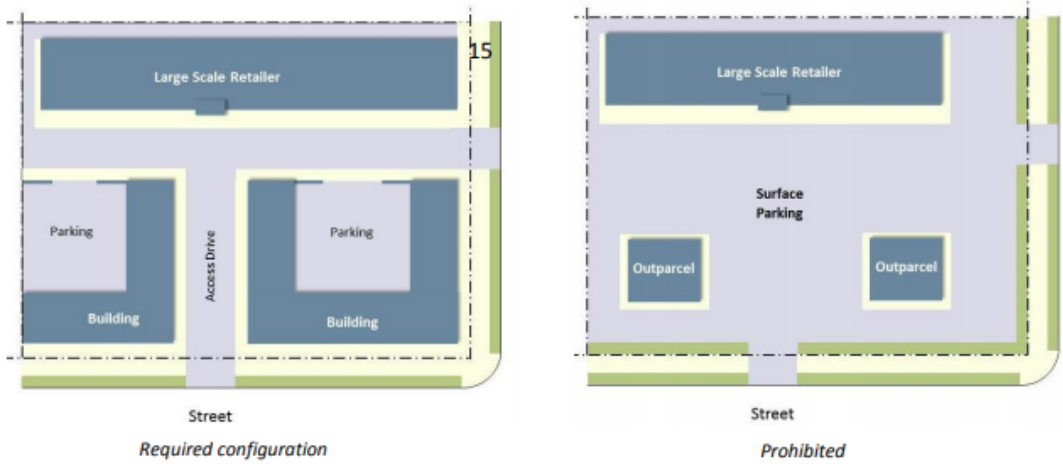 15
Large Scale Retailer
Parking
Access Drive
Parking
Building
Building
Street
Required configuration
Large Scale Retailer
Surface
Parking
Outparcel
Outparcel
Street
Prohibited